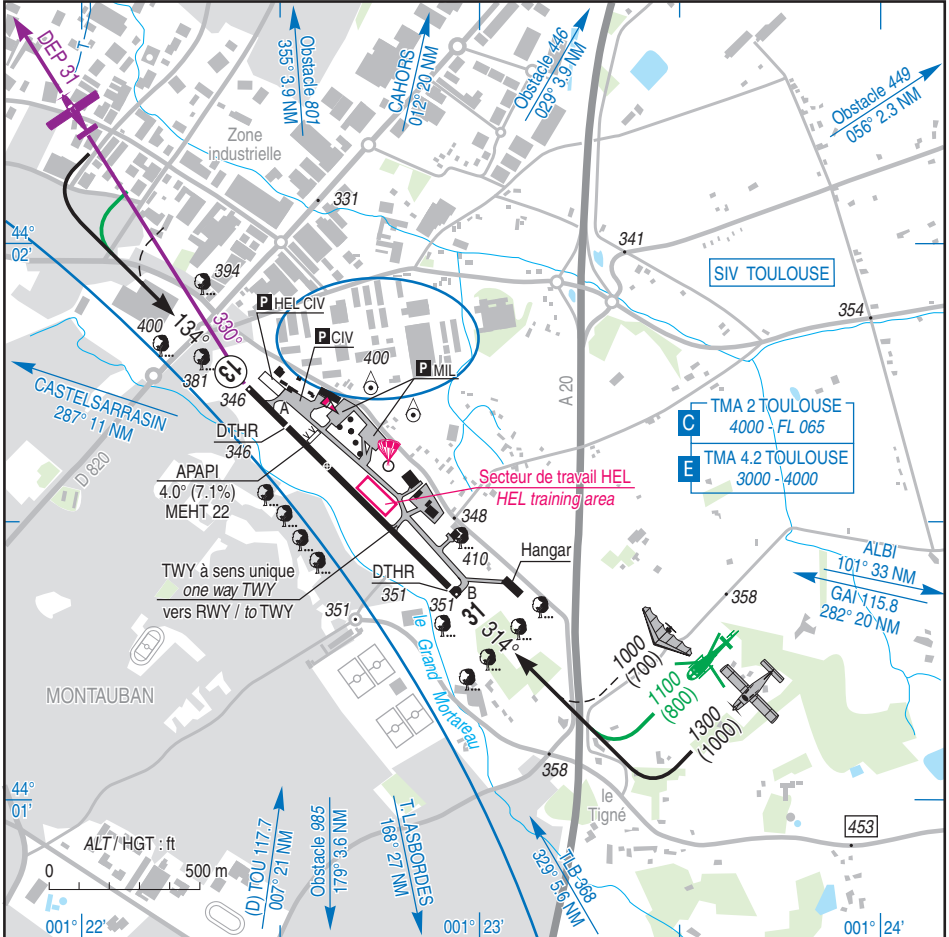 DEP 31
T
Obstacle 801
355° 3.9 NM
CAHORS
012° 20 NM
Obstacle 446
029° 3.9 NM
Obstacle 449
056° 2.3 NM
Zone
industrielle
331
341
44°
02'
SIV TOULOUSE
394
354
P HEL CIV
134°
330°
P CIV
400
400
P MIL
381
13
346
A 20
CASTELSARRASIN
287° 11 NM
A
C
TMA 2 TOULOUSE
4000 - FL 065
E
TMA 4.2 TOULOUSE
3000 - 4000
DTHR
346
D 820
APAPI
4.0° (7.1%)
MEHT 22
Secteur de travail HEL
HEL training area
348
410
Hangar
ALBI
101° 33 NM
GAI 115.8
282° 20 NM
TWY à sens unique
one way TWY
vers RWY / to TWY
DTHR
351
351
B
31
314°
351
358
1000
(700)
1100
(800)
1300
(1000)
le Grand Mortareau
MONTAUBAN
358
le
Tigné
44°
01'
453
ALT / HGT : ft
0 500 m
(D) TOU 117.7
007° 21 NM
Obstacle 985
179° 3.6 NM
T. LASBORDES
168° 27 NM
TLB 368
329° 5.6 NM
001° 22'
001° 23'
001° 24'